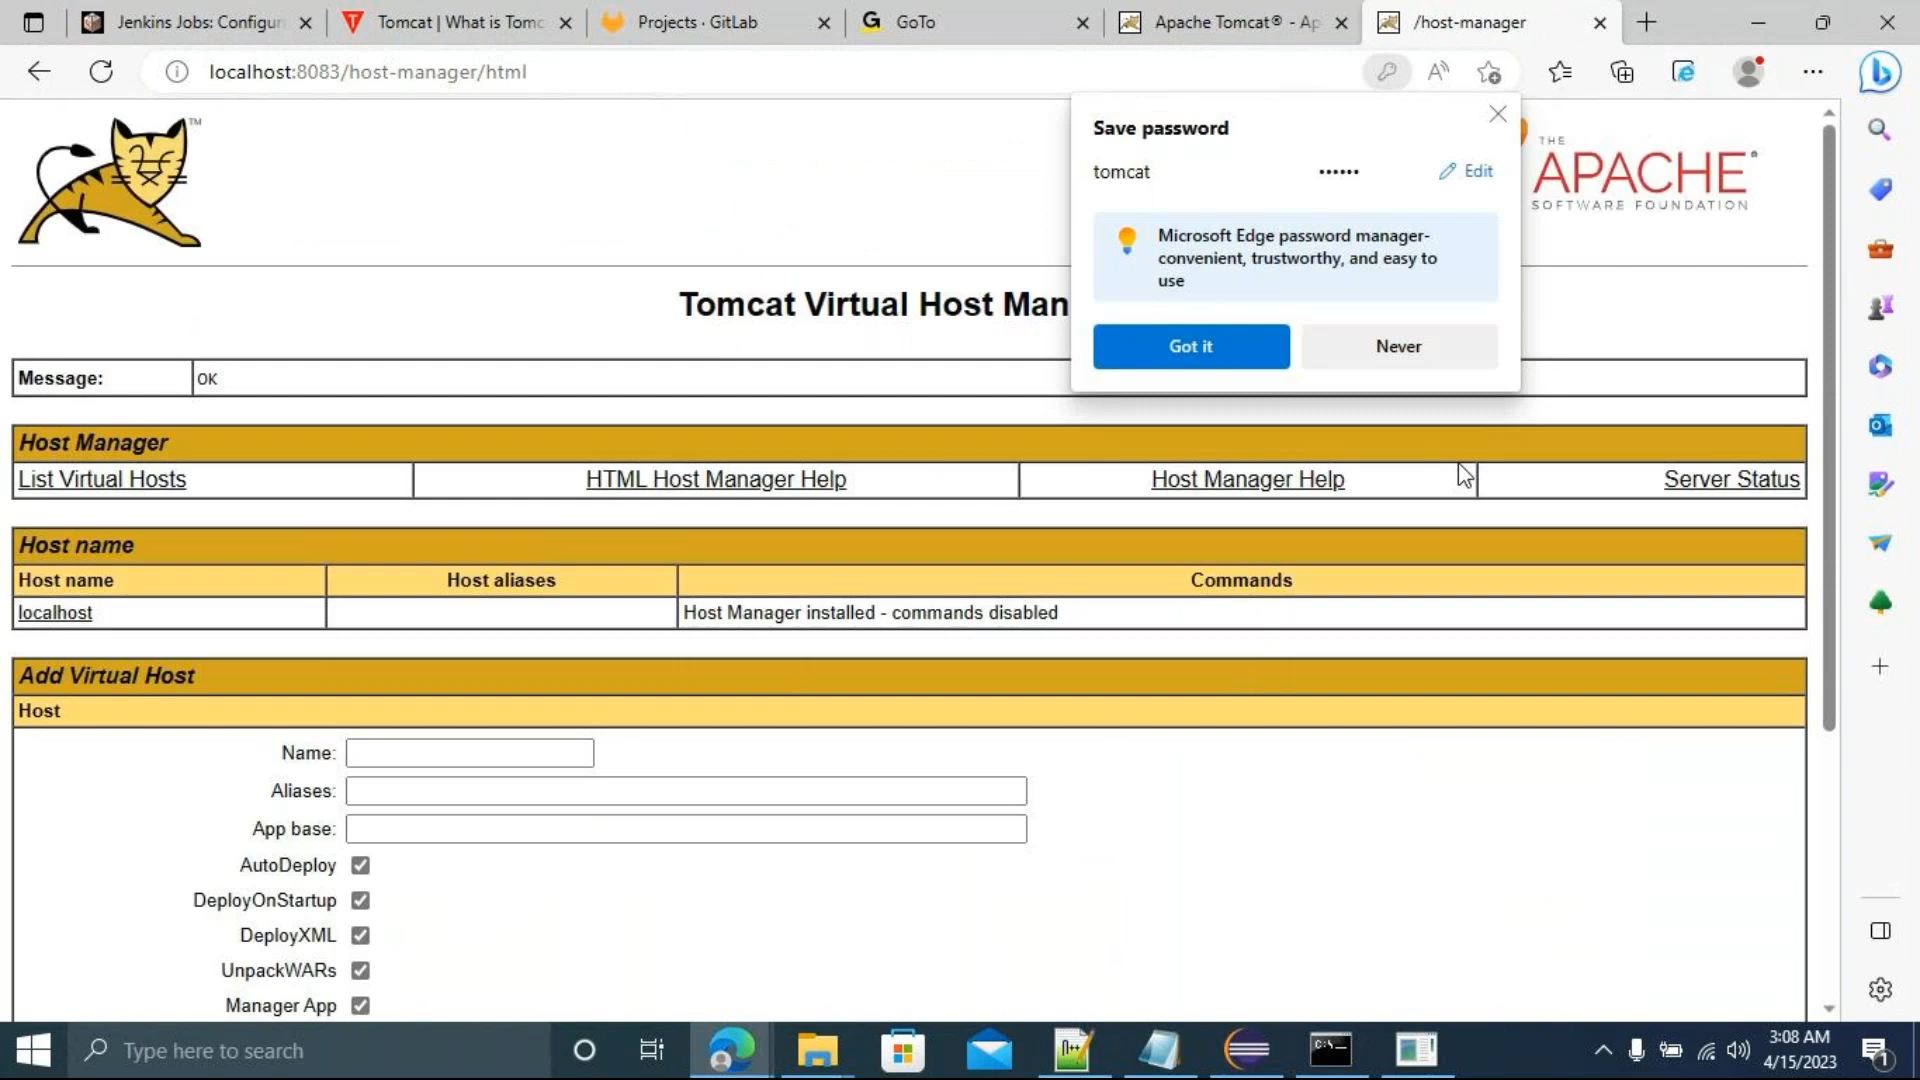 Jenkins Jobs: Configur
Tomcat | What is Tomc
Projects · GitLab
GoTo
Apache Tomcat® - Ap
/host-manager
localhost:8083/host-manager/html
TM
THE
APACHE®
SOFTWARE FOUNDATION
Save password
tomcat •••••• Edit
Microsoft Edge password manager-
convenient, trustworthy, and easy to
use
Got it Never
Tomcat Virtual Host Man
Message: OK
Host Manager
List Virtual Hosts HTML Host Manager Help Host Manager Help Server Status
Host name
Host name Host aliases Commands
localhost Host Manager installed - commands disabled
Add Virtual Host
Host
Name:
Aliases:
App base:
AutoDeploy
DeployOnStartup
DeployXML
UnpackWARs
Manager App
Type here to search
3:08 AM
4/15/2023
1